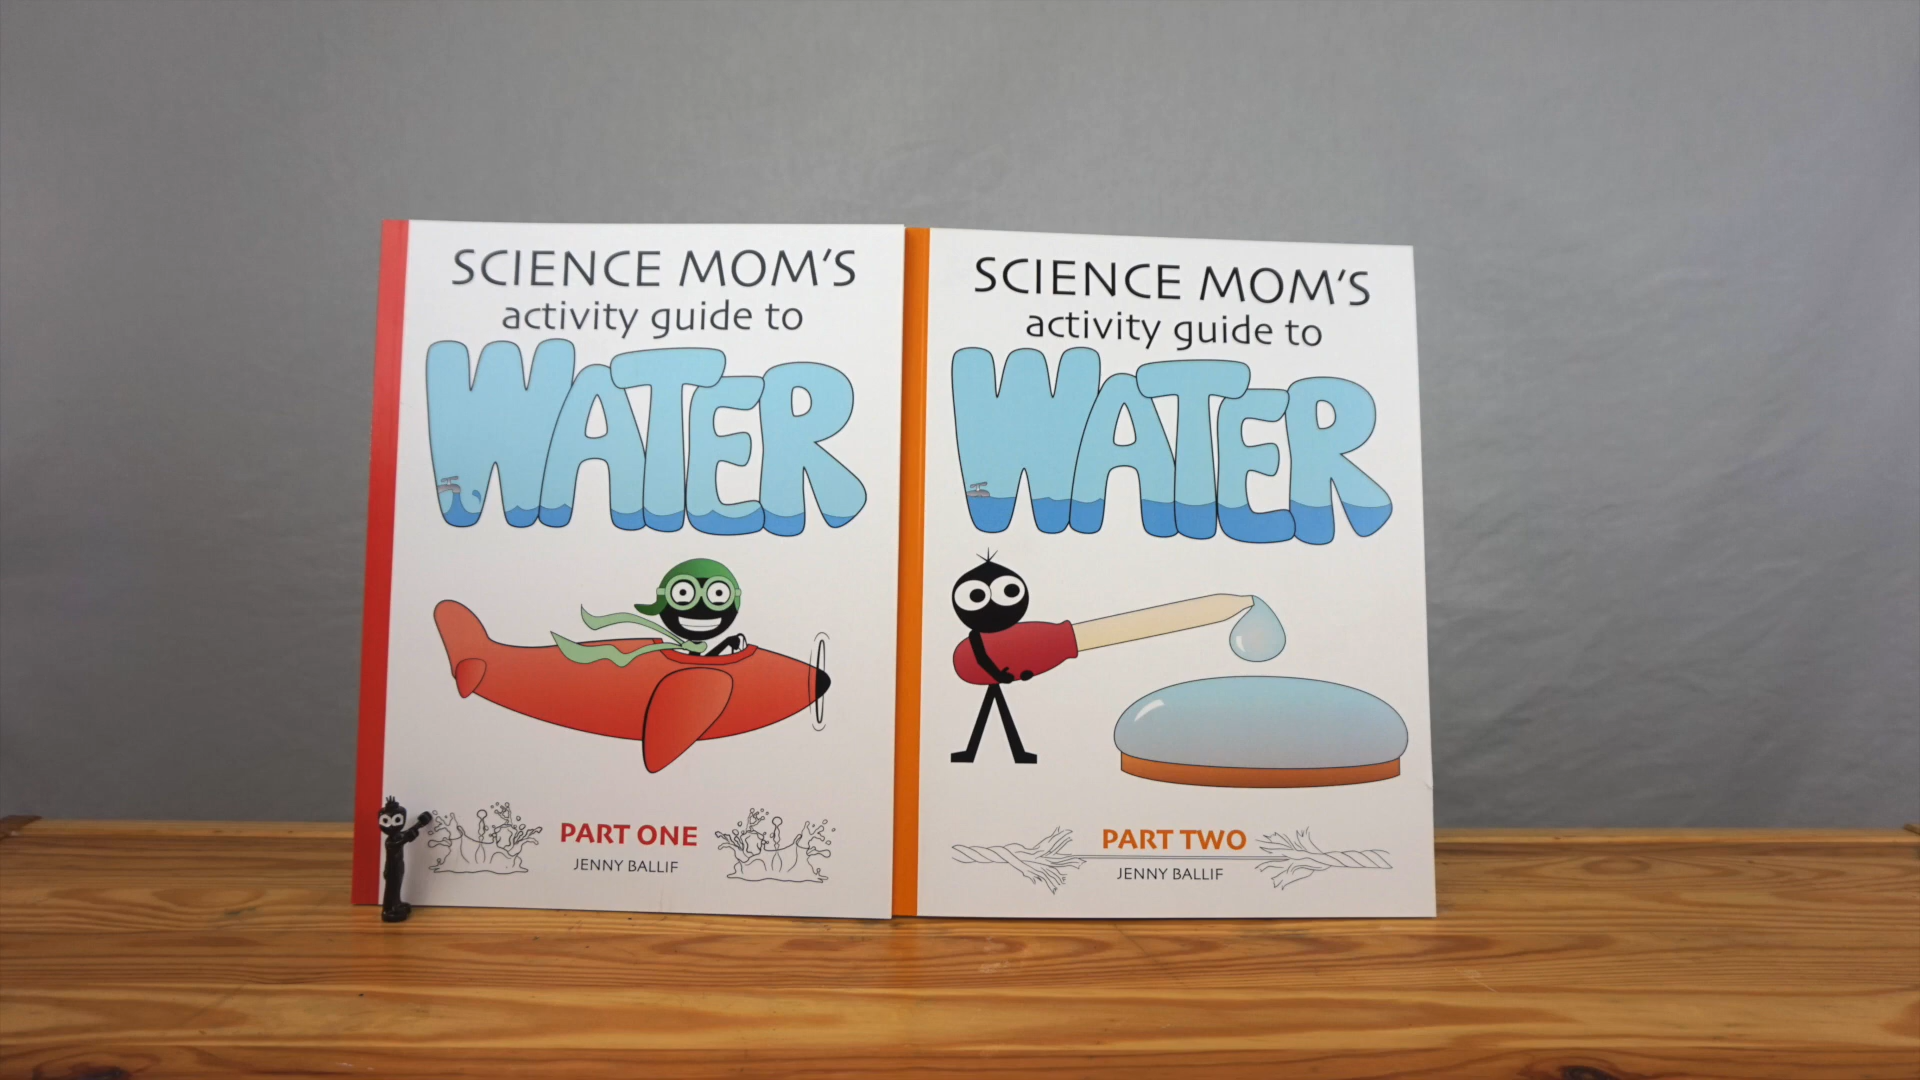 SCIENCE MOM'S
activity guide to
WATER
PART ONE
JENNY BALLIF
SCIENCE MOM'S
activity guide to
WATER
PART TWO
JENNY BALLIF